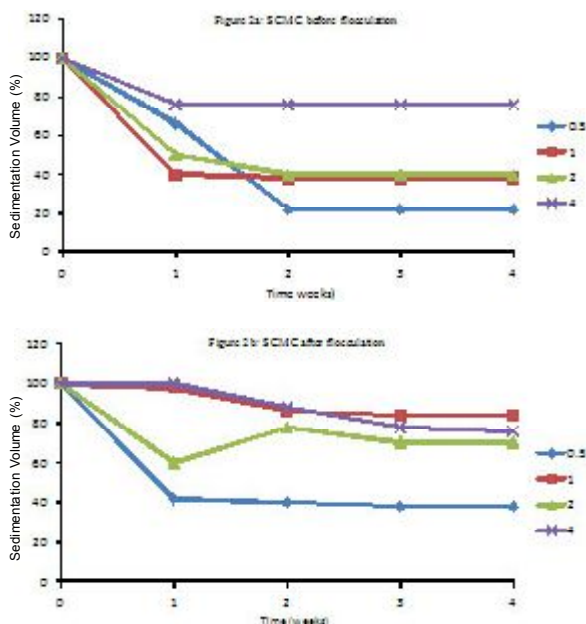 Figure 2a: SCMC before flocculation
120
100
80
60
40
20
0
Sedimentation Volume (%)
0 1 2 3 4
Time weeks)
0.5
1
2
4
Figure 2b: SCMC after flocculation
120
100
80
60
40
20
0
Sedimentation Volume (%)
0 1 2 3 4
Time (weeks)
0.5
1
2
4